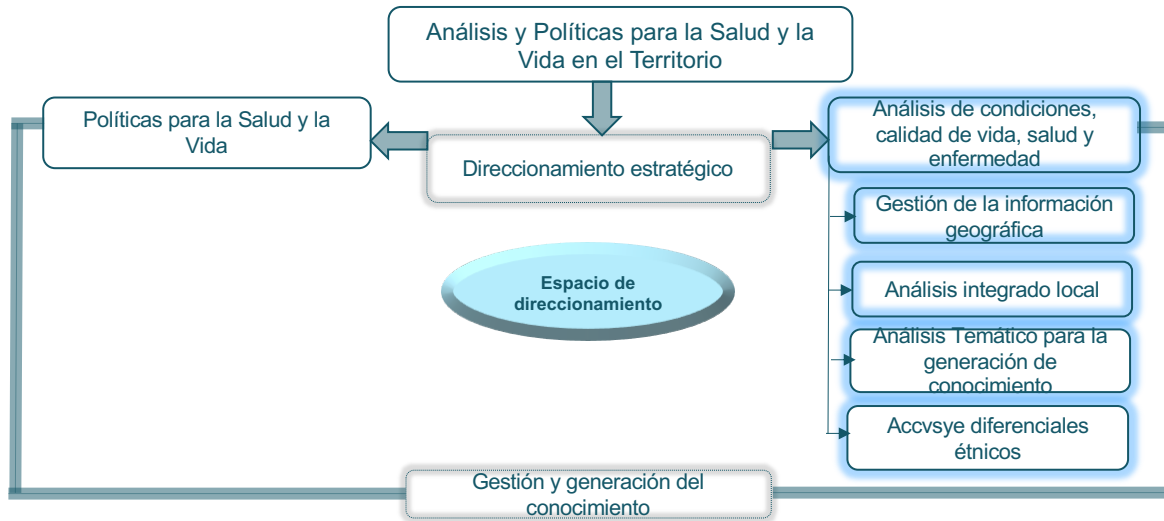 Análisis y Políticas para la Salud y la
Vida en el Territorio
Políticas para la Salud y la
Vida
Direccionamiento estratégico
Análisis de condiciones,
calidad de vida, salud y
enfermedad
Gestión de la información
geográfica
Espacio de
direccionamiento
Análisis integrado local
Análisis Temático para la
generación de
conocimiento
Accvsye diferenciales
étnicos
Gestión y generación del
conocimiento